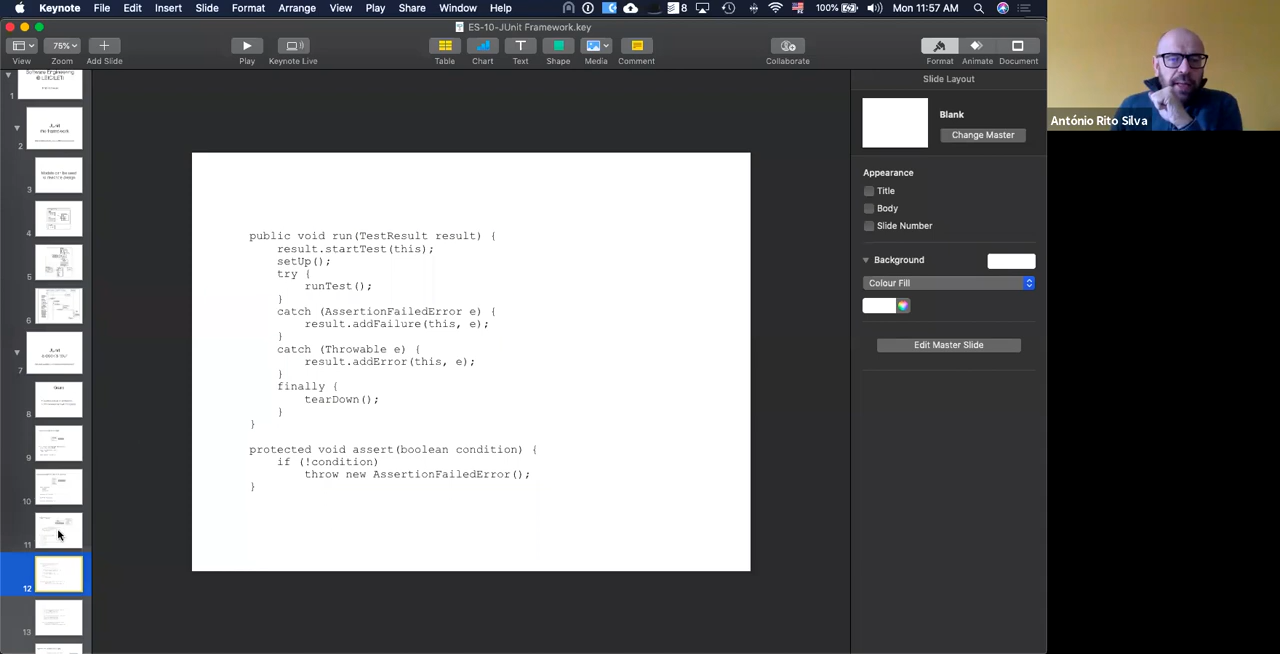 Keynote File Edit Insert Slide Format Arrange View Play Share Window Help 8 100% Mon 11:57 AM
ES-10-JUnit Framework.key
75%
View Zoom Add Slide Play Keynote Live Table Chart Text Shape Media Comment Collaborate Format Animate Document
Slide Layout
Blank
Change Master
Appearance
Title
Body
Slide Number
Background
Colour Fill
Edit Master Slide
António Rito Silva
1
2
3
4
5
6
7
8
9
10
11
12
13
public void run(TestResult result) {
result.startTest(this);
setUp();
try {
runTest();
}
catch (AssertionFailedError e) {
result.addFailure(this, e);
}
catch (Throwable e) {
result.addError(this, e);
}
finally {
tearDown();
}
}
protected void assert(boolean condition) {
if (!condition)
throw new AssertionFailedError();
}